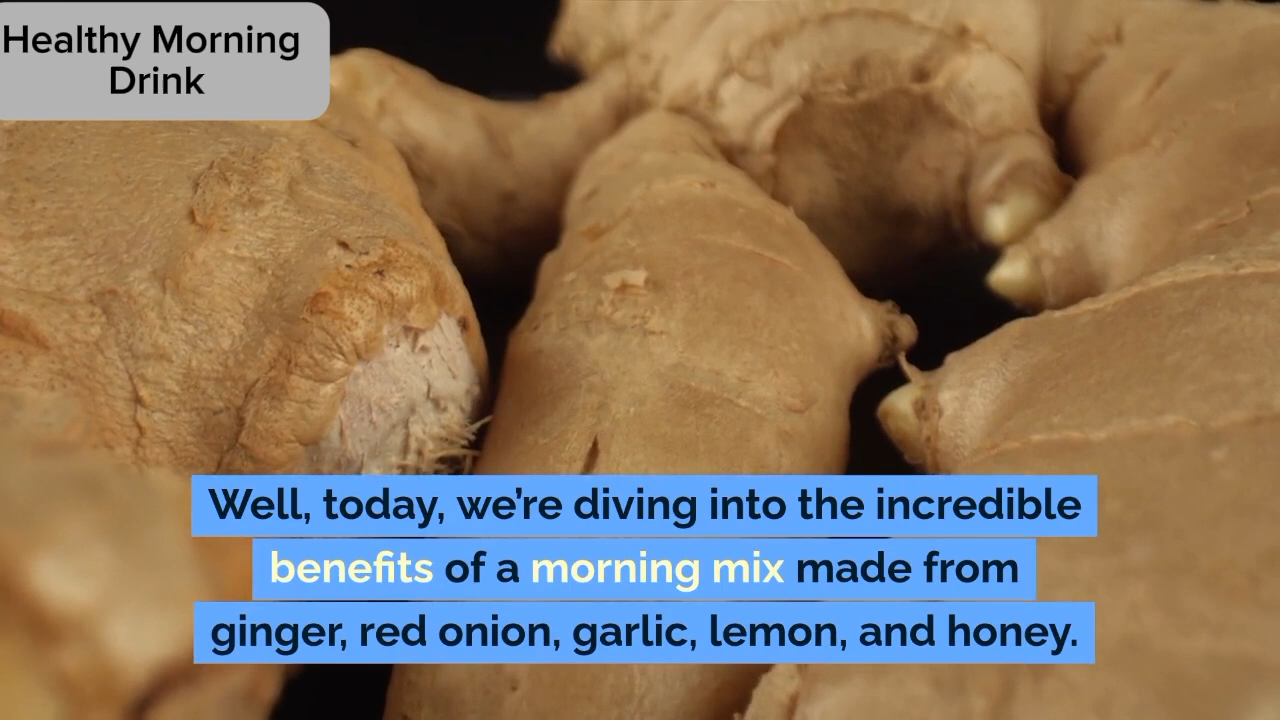 Healthy Morning
Drink
Well, today, we’re diving into the incredible
benefits of a morning mix made from
ginger, red onion, garlic, lemon, and honey.